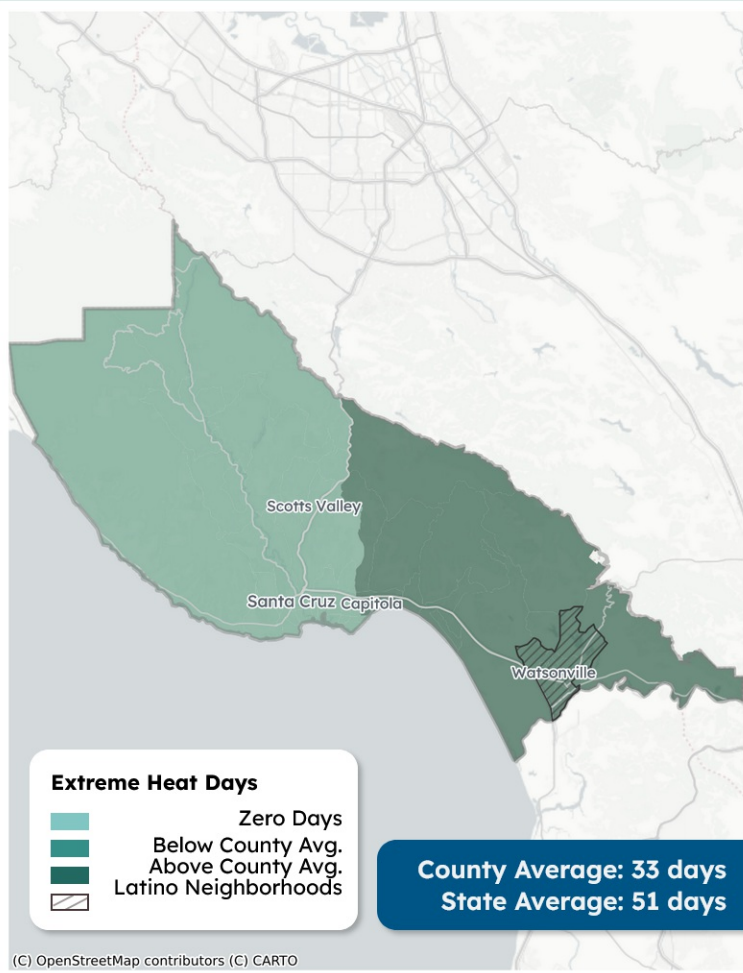 Scotts Valley
Santa Cruz
Capitola
Watsonville
Extreme Heat Days
Zero Days
Below County Avg.
Above County Avg.
Latino Neighborhoods
County Average: 33 days
State Average: 51 days
(C) OpenStreetMap contributors (C) CARTO